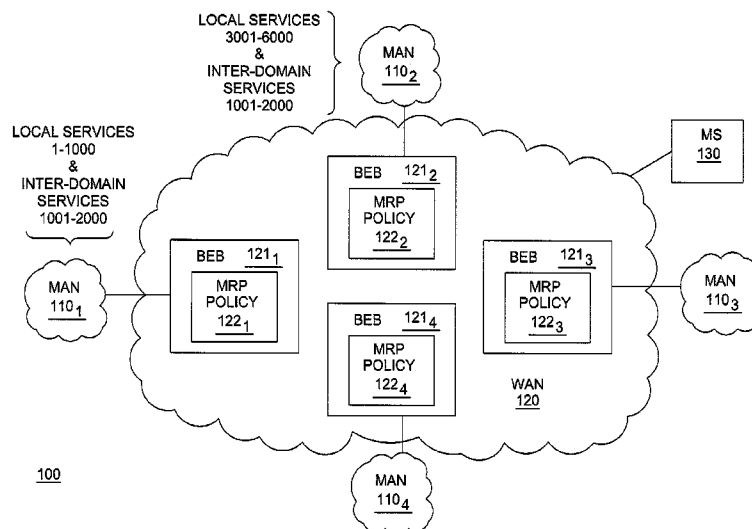 LOCAL SERVICES
3001-6000
&
INTER-DOMAIN
SERVICES
1001-2000
MAN
110₂
LOCAL SERVICES
1-1000
&
INTER-DOMAIN
SERVICES
1001-2000
MS
130
BEB 121₂
MRP
POLICY
122₂
BEB 121₁
MRP
POLICY
122₁
BEB 121₃
MRP
POLICY
122₃
MAN
110₁
MAN
110₃
BEB 121₄
MRP
POLICY
122₄
WAN
120
100
MAN
110₄